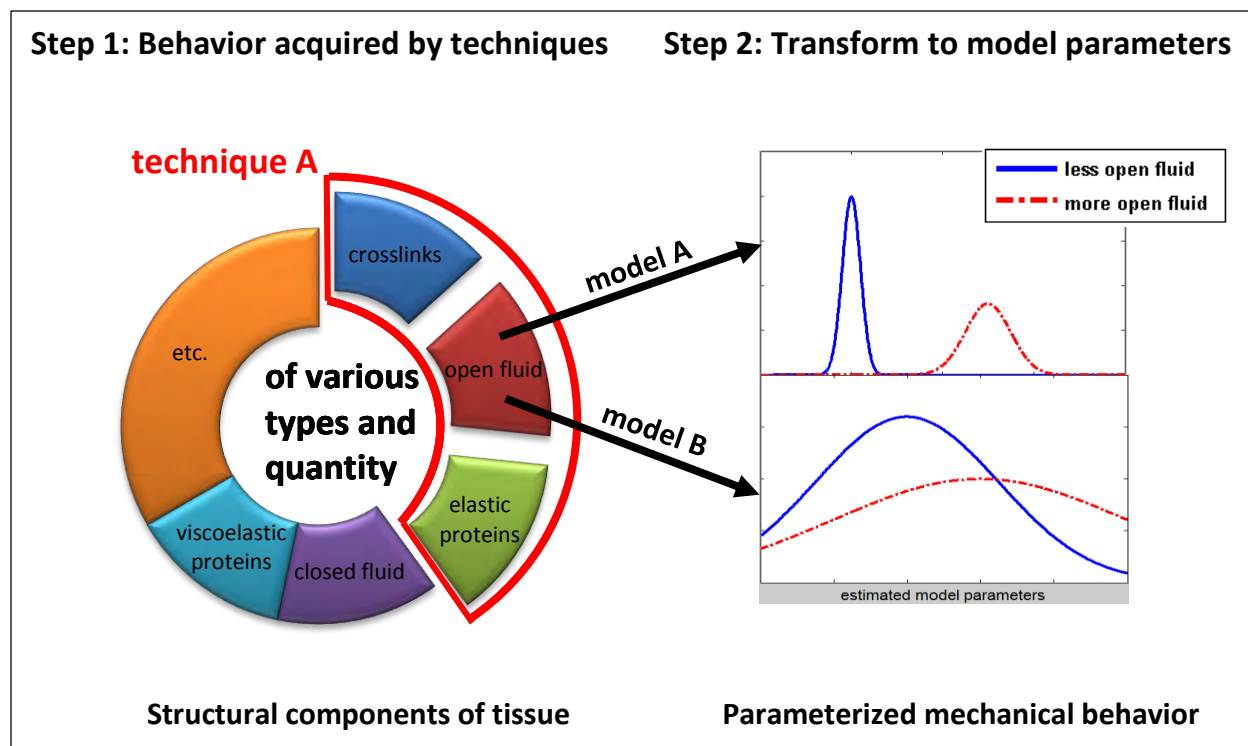 Step 1: Behavior acquired by techniques
Step 2: Transform to model parameters
technique A
crosslinks
open fluid
elastic
proteins
closed fluid
viscoelastic
proteins
etc.
of various
types and
quantity
model A
model B
less open fluid
more open fluid
estimated model parameters
Structural components of tissue
Parameterized mechanical behavior